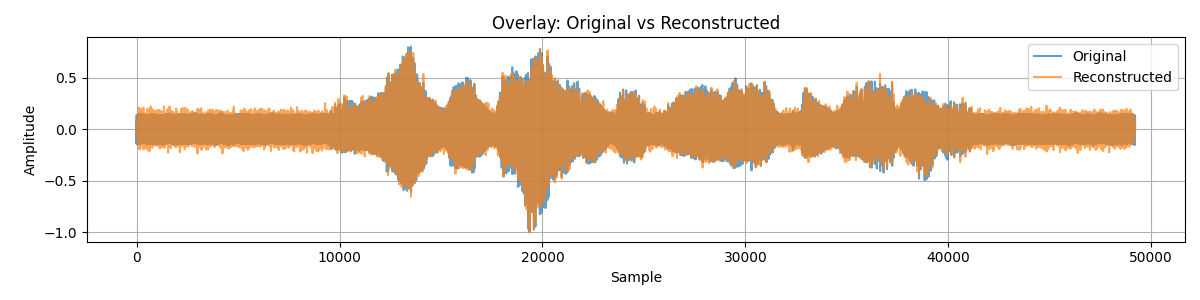 Overlay: Original vs Reconstructed
Original
Reconstructed
Amplitude
0.5
0.0
−0.5
−1.0
0 10000 20000 30000 40000 50000
Sample